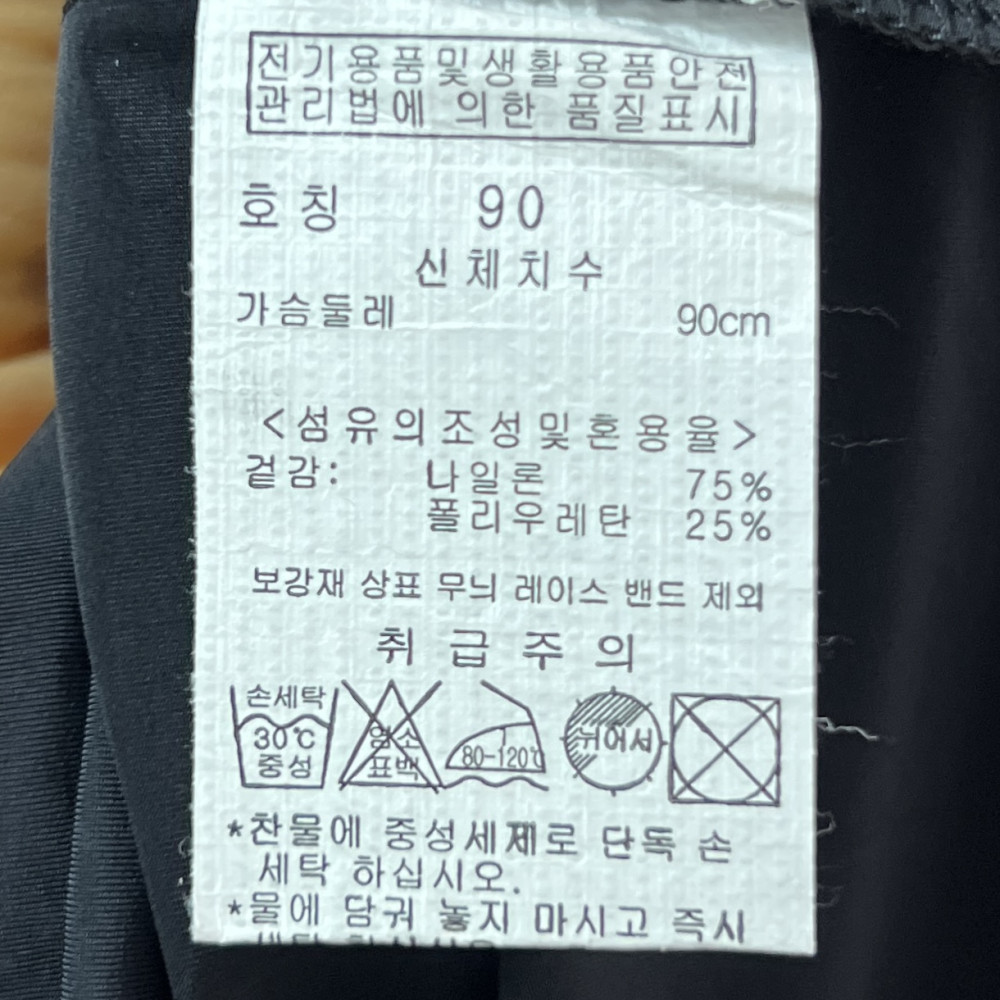 전기용품및생활용품안전
관리법에 의한 품질표시
호칭 90
신체치수
가슴둘레 90cm
<섬유의조성및혼용율>
겉감: 나일론 75%
폴리우레탄 25%
보강재 상표 무늬 레이스 밴드 제외
취급주의
손세탁
30℃
중성
염소
표백
80-120℃
뉘어서
*찬물에 중성세제로 단독 손
세탁 하십시오.
*물에 담궈 놓지 마시고 즉시